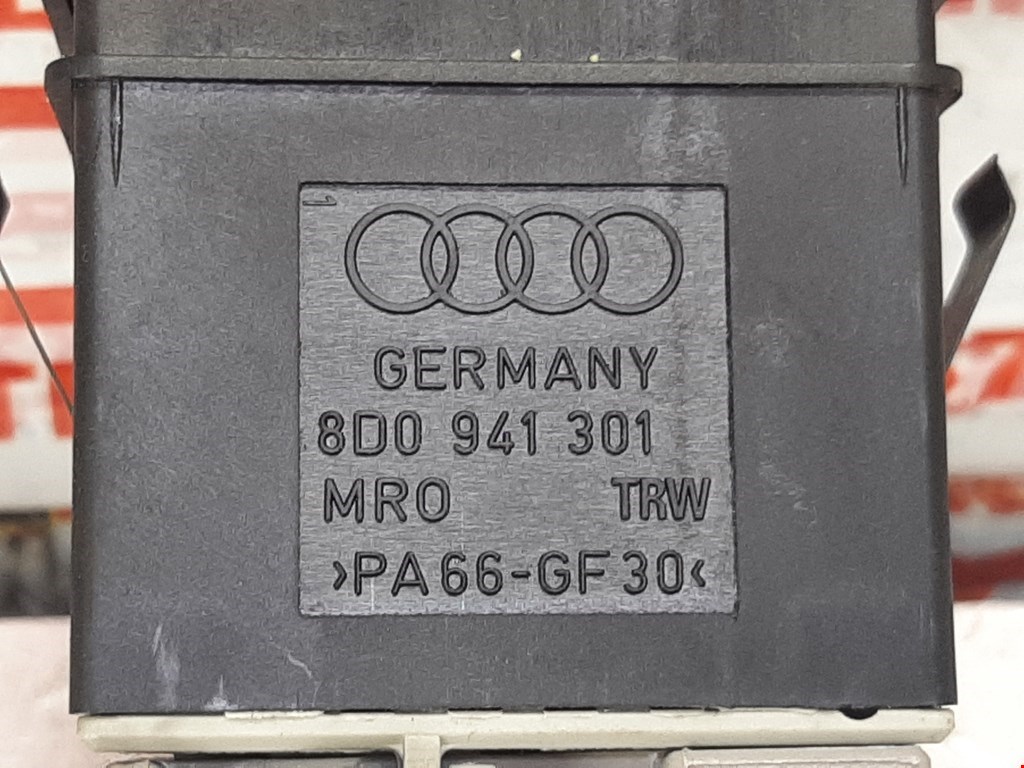 GERMANY
8D0 941 301
MRO TRW
>PA66-GF30<